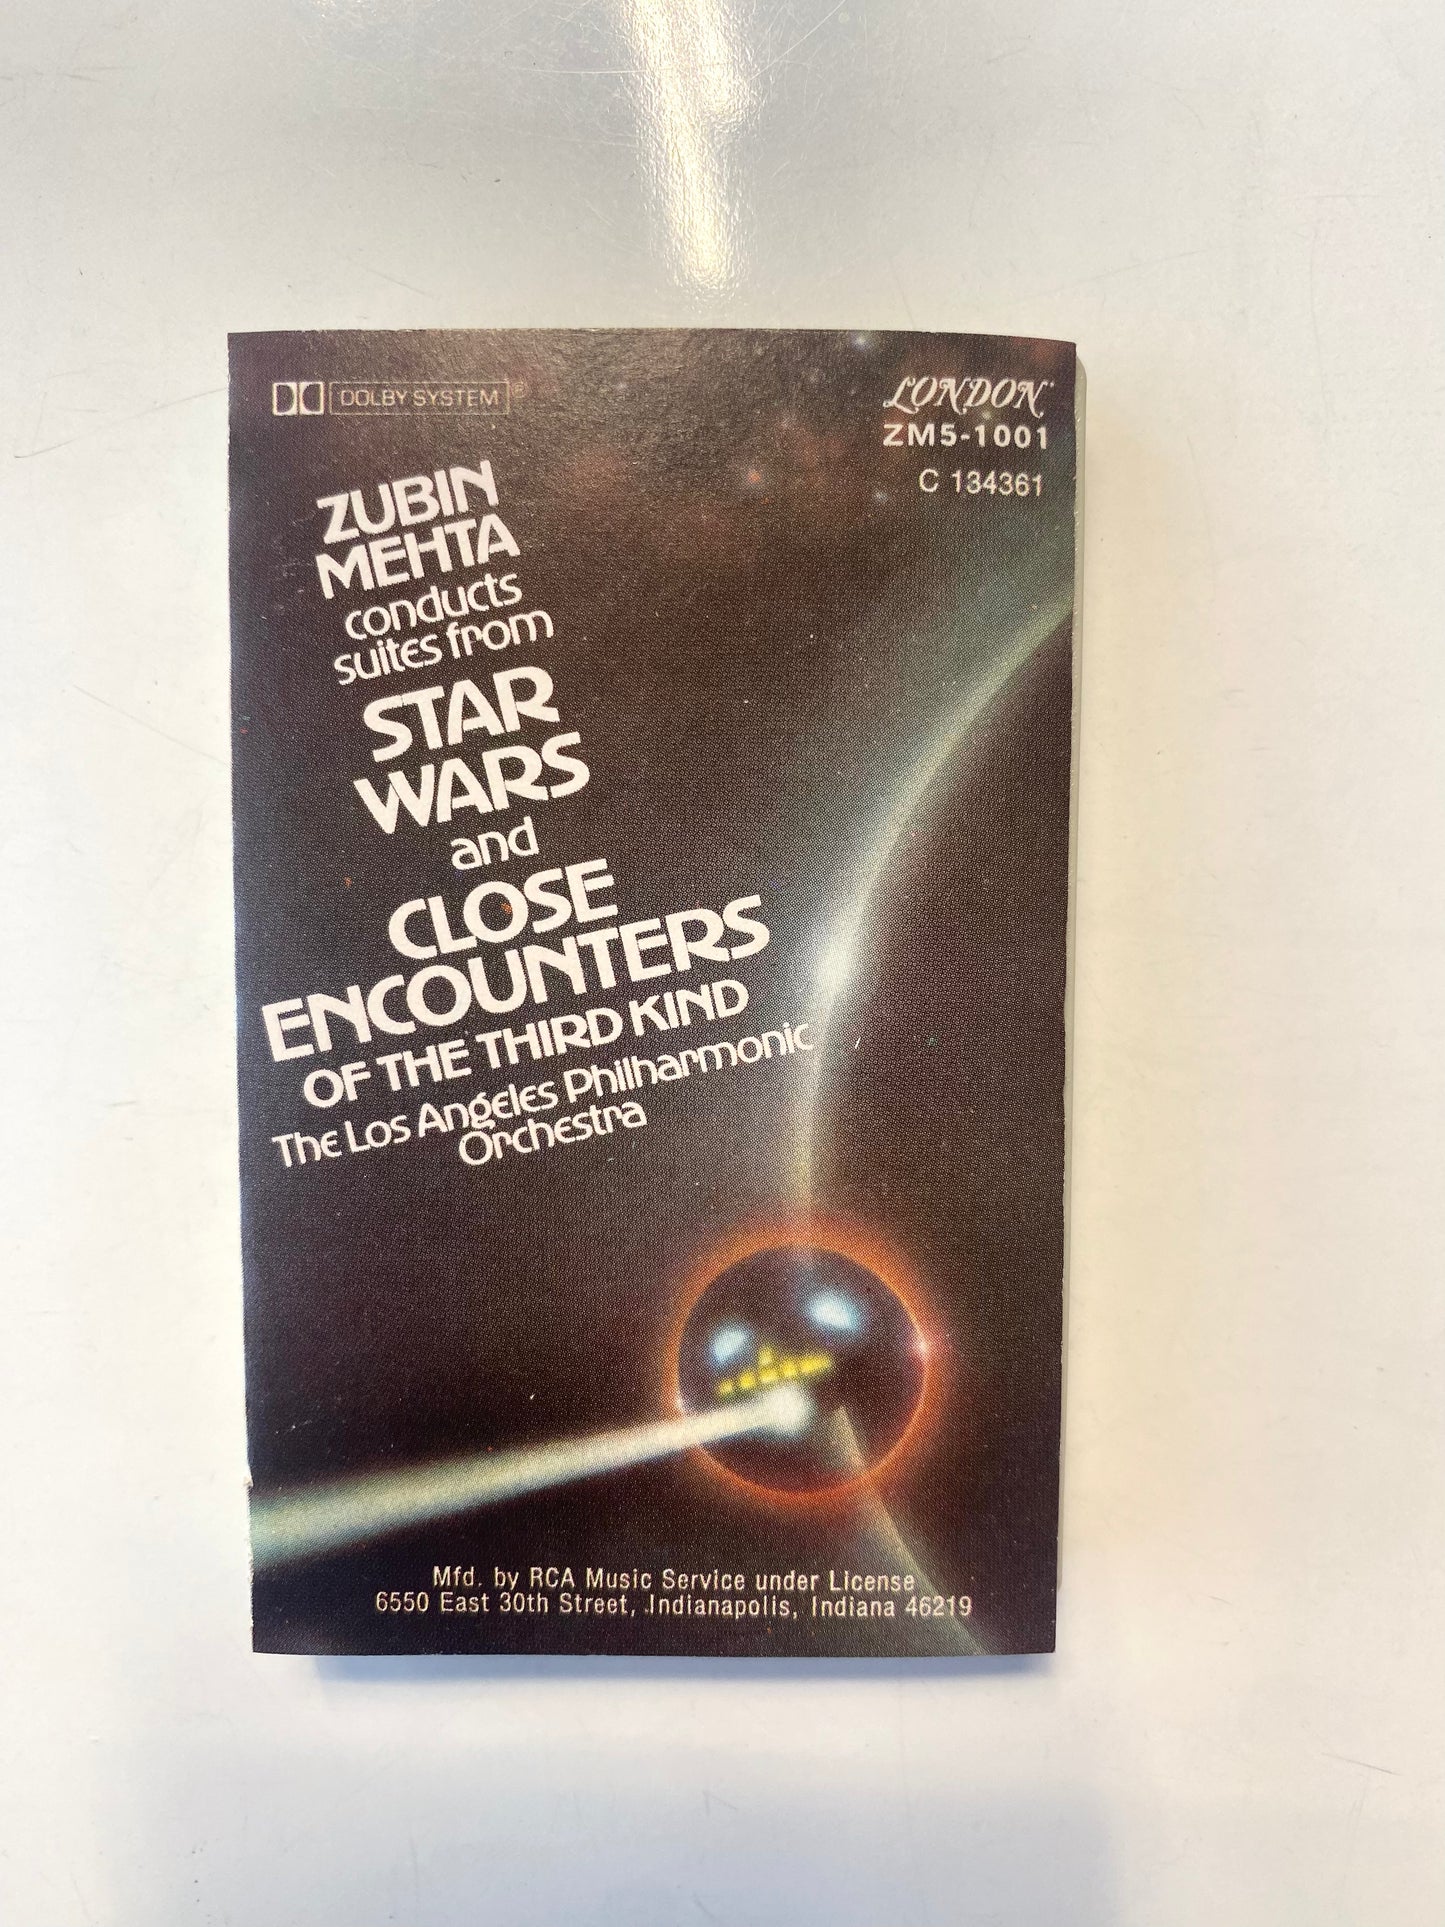 DOLBY SYSTEM®
LONDON
ZM5-1001
C 134361
ZUBIN
MEHTA
conducts
suites from
STAR
WARS
and
CLOSE
ENCOUNTERS
OF THE THIRD KIND
The Los Angeles Philharmonic
Orchestra
Mfd. by RCA Music Service under License
6550 East 30th Street, Indianapolis, Indiana 46219